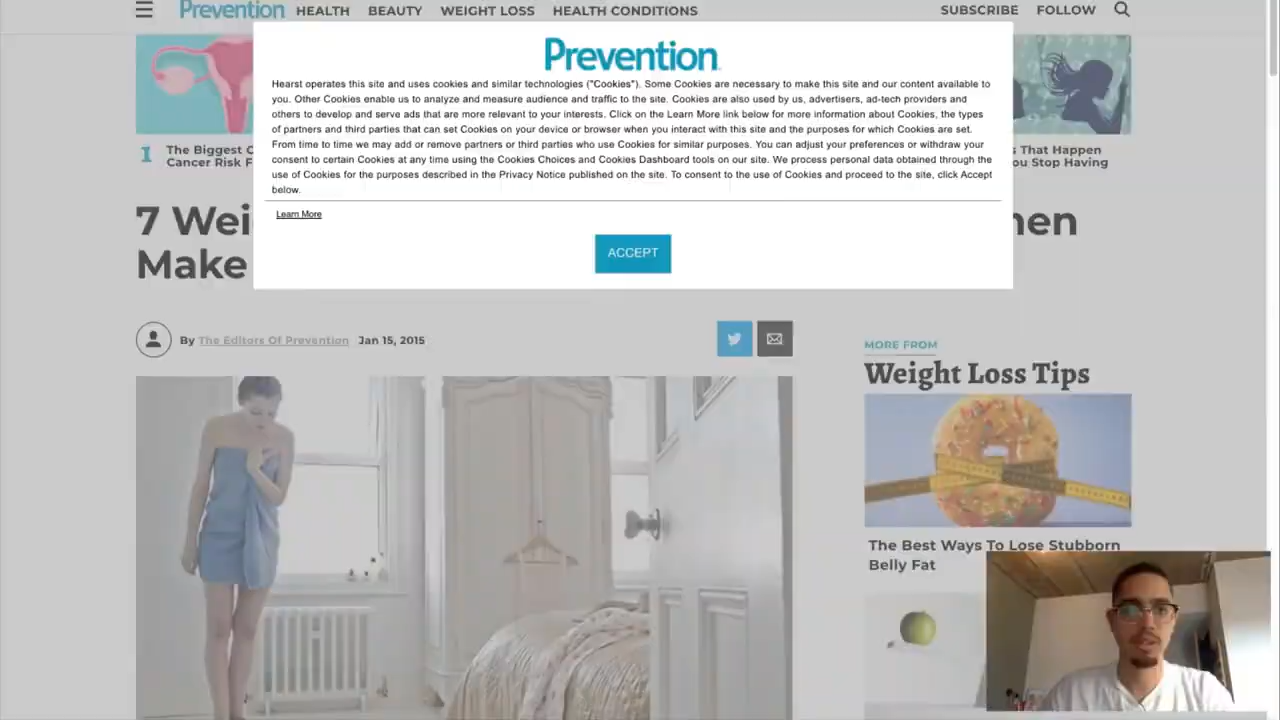 Prevention HEALTH BEAUTY WEIGHT LOSS HEALTH CONDITIONS SUBSCRIBE FOLLOW
Prevention
Hearst operates this site and uses cookies and similar technologies ("Cookies"). Some Cookies are necessary to make this site and our content available to
you. Other Cookies enable us to analyze and measure audience and traffic to the site. Cookies are also used by us, advertisers, ad-tech providers and
others to develop and serve ads that are more relevant to your interests. Click on the Learn More link below for more information about Cookies, the types
of partners and third parties that can set Cookies on your device or browser when you interact with this site and the purposes for which Cookies are set.
From time to time we may add or remove partners or third parties who use Cookies for similar purposes. You can adjust your preferences or withdraw your
consent to certain Cookies at any time using the Cookies Choices and Cookies Dashboard tools on our site. We process personal data obtained through the
use of Cookies for the purposes described in the Privacy Notice published on the site. To consent to the use of Cookies and proceed to the site, click Accept
below.
Learn More
ACCEPT
1 The Biggest
Cancer Risk
That Happen
Stop Having
7
Make
By The Editors Of Prevention Jan 15, 2015
MORE FROM
Weight Loss Tips
The Best Ways To Lose Stubborn
Belly Fat